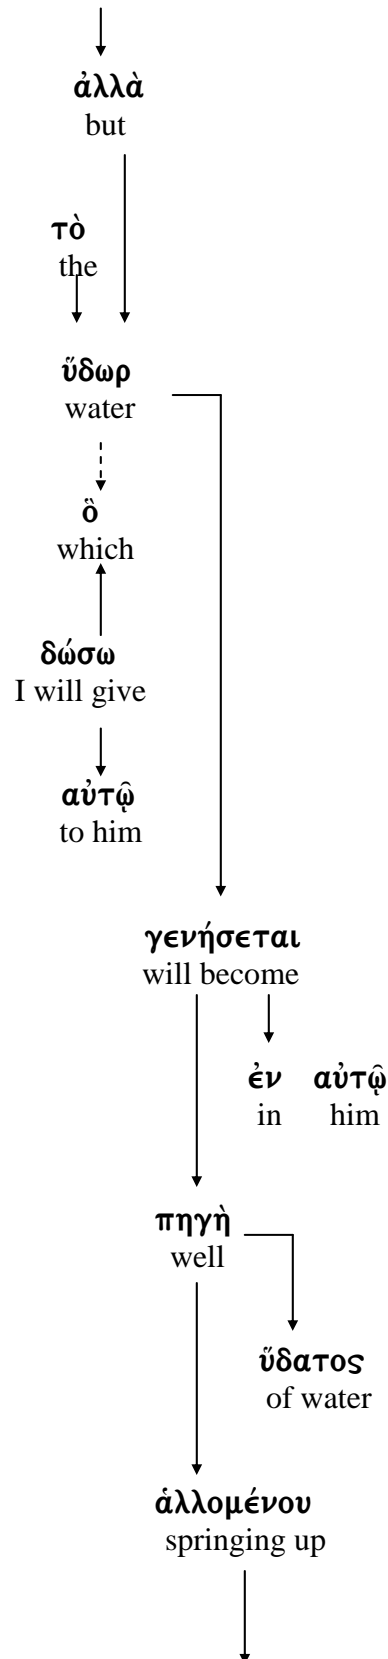 ἀλλὰ
but
τὸ
the
ὕδωρ
water
ὃ
which
δώσω
I will give
αὐτῷ
to him
γενήσεται
will become
ἐν αὐτῷ
in him
πηγὴ
well
ὕδατος
of water
ἁλλομένου
springing up